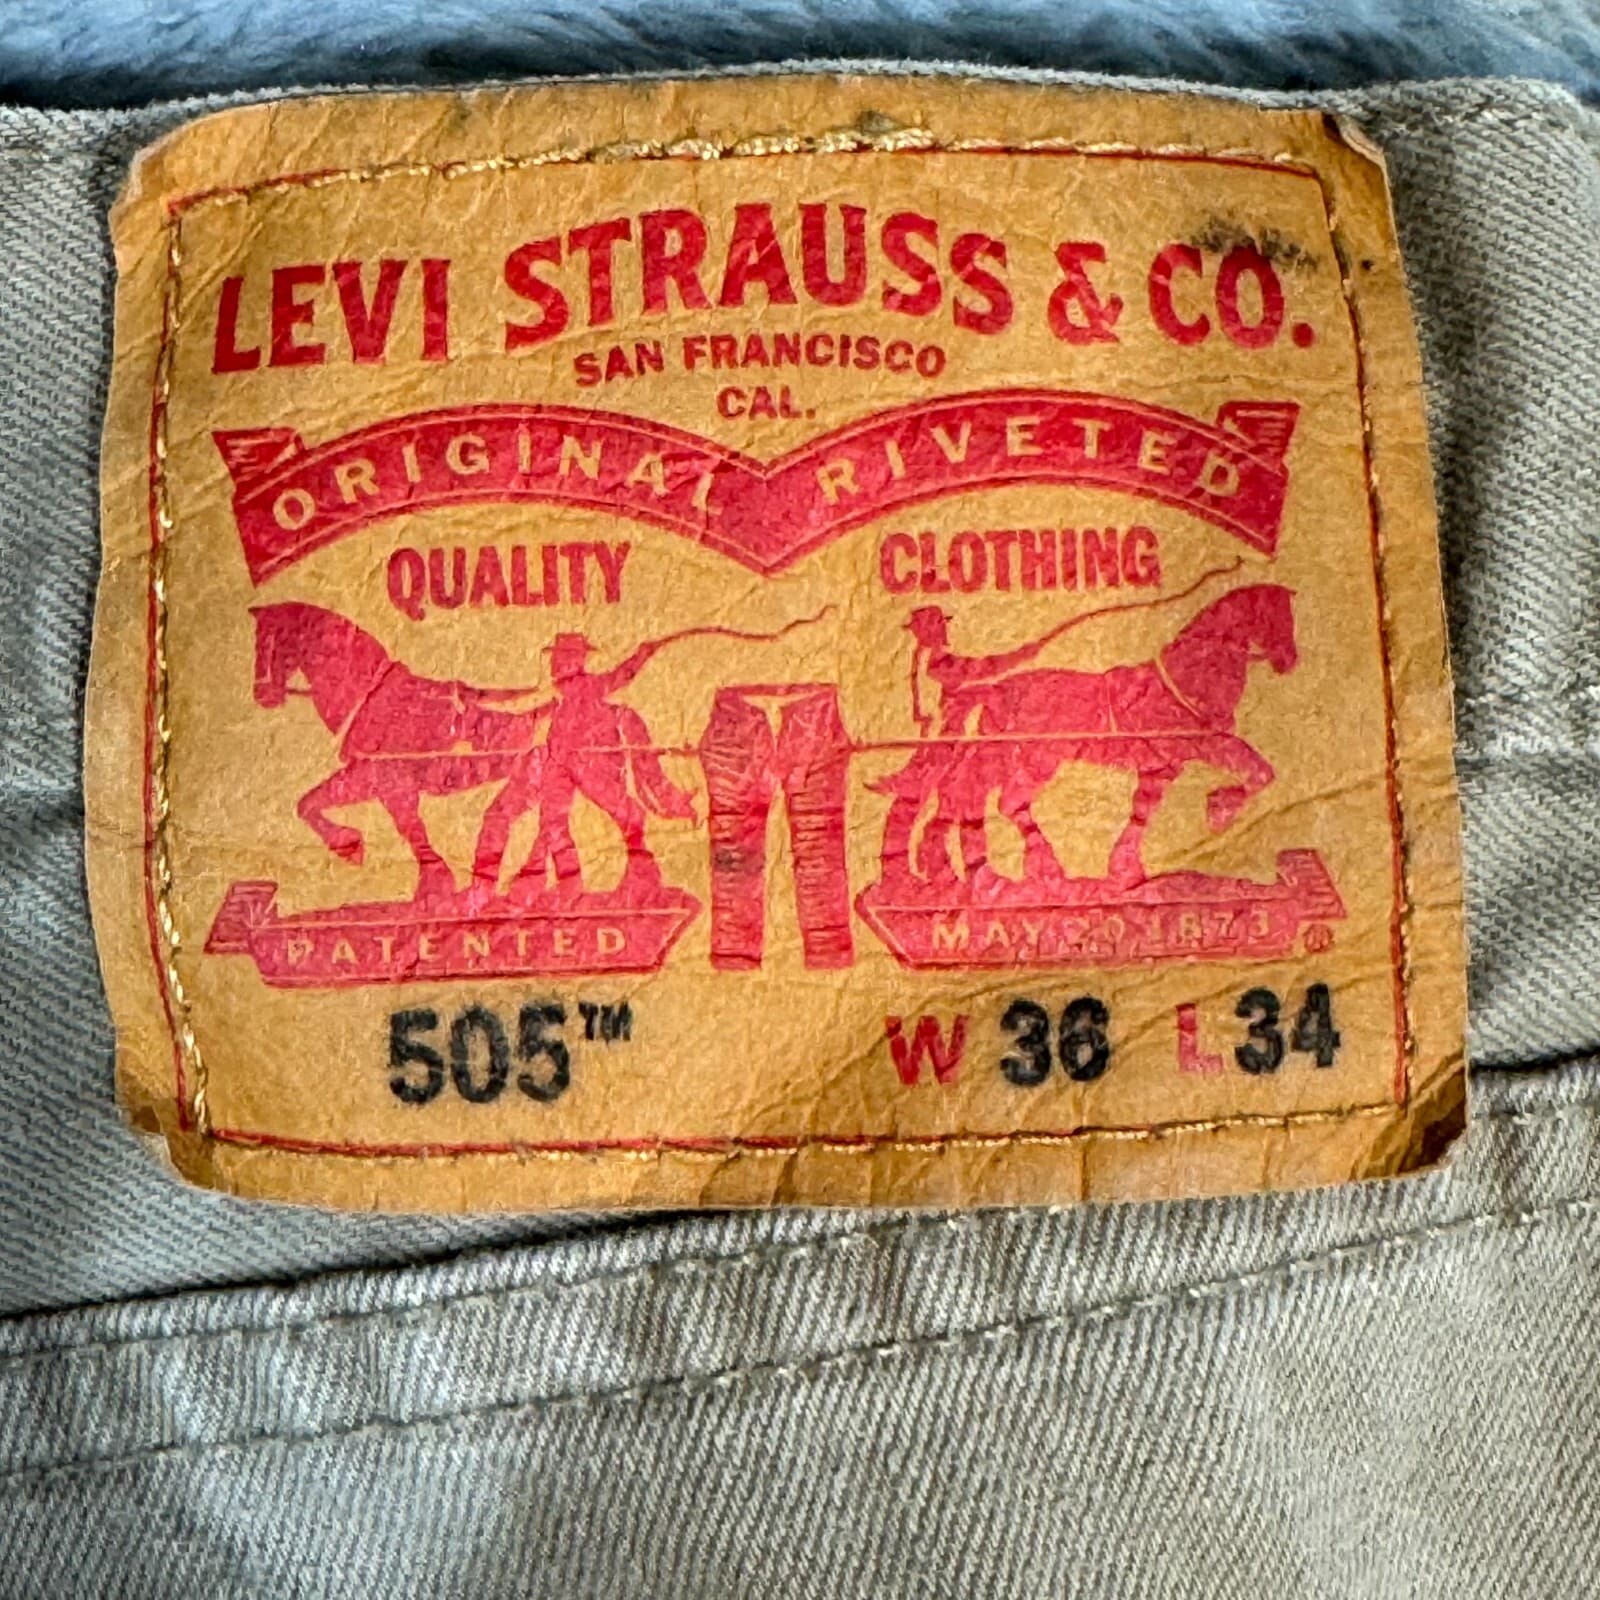 LEVI STRAUSS & CO.
SAN FRANCISCO
CAL.
ORIGINAL RIVETED
QUALITY CLOTHING
PATENTED MAY 20 1873 ®
505™ W 36 L 34